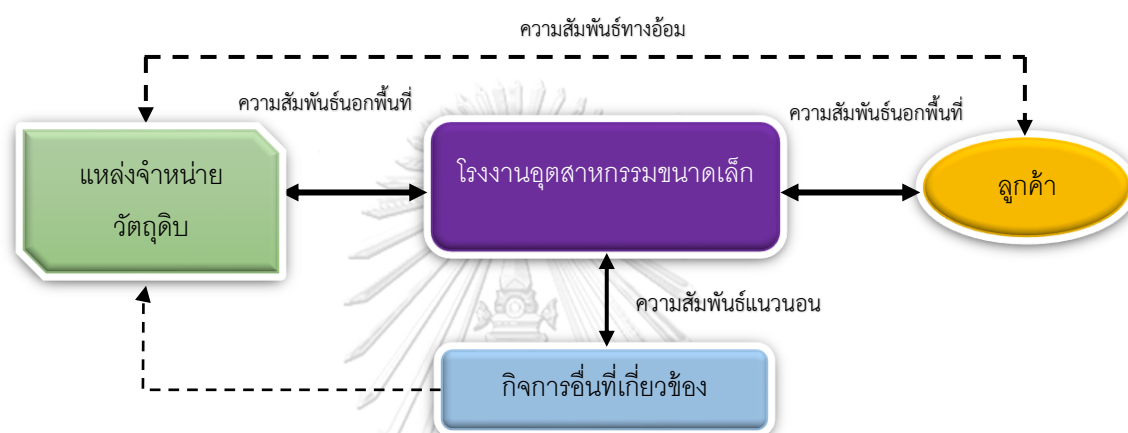 ความสัมพันธ์ทางอ้อม
ความสัมพันธ์นอกพื้นที่
ความสัมพันธ์นอกพื้นที่
แหล่งจำหน่าย
วัตถุดิบ
โรงงานอุตสาหกรรมขนาดเล็ก
ลูกค้า
ความสัมพันธ์แนวนอน
กิจการอื่นที่เกี่ยวข้อง